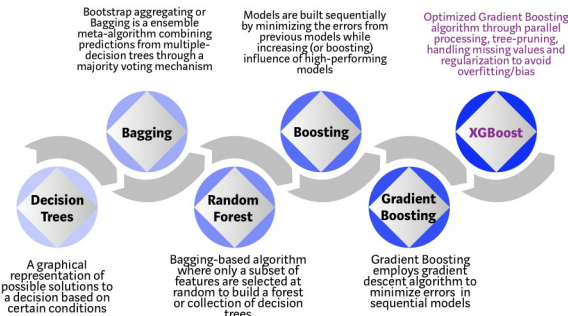 Bootstrap aggregating or
Bagging is a ensemble
meta-algorithm combining
predictions from multiple-
decision trees through a
majority voting mechanism
Models are built sequentially
by minimizing the errors from
previous models while
increasing (or boosting)
influence of high-performing
models
Optimized Gradient Boosting
algorithm through parallel
processing, tree-pruning,
handling missing values and
regularization to avoid
overfitting/bias
Bagging
Boosting
XGBoost
Decision
Trees
Random
Forest
Gradient
Boosting
A graphical
representation of
possible solutions to
a decision based on
certain conditions
Bagging-based algorithm
where only a subset of
features are selected at
random to build a forest
or collection of decision
trees
Gradient Boosting
employs gradient
descent algorithm to
minimize errors in
sequential models